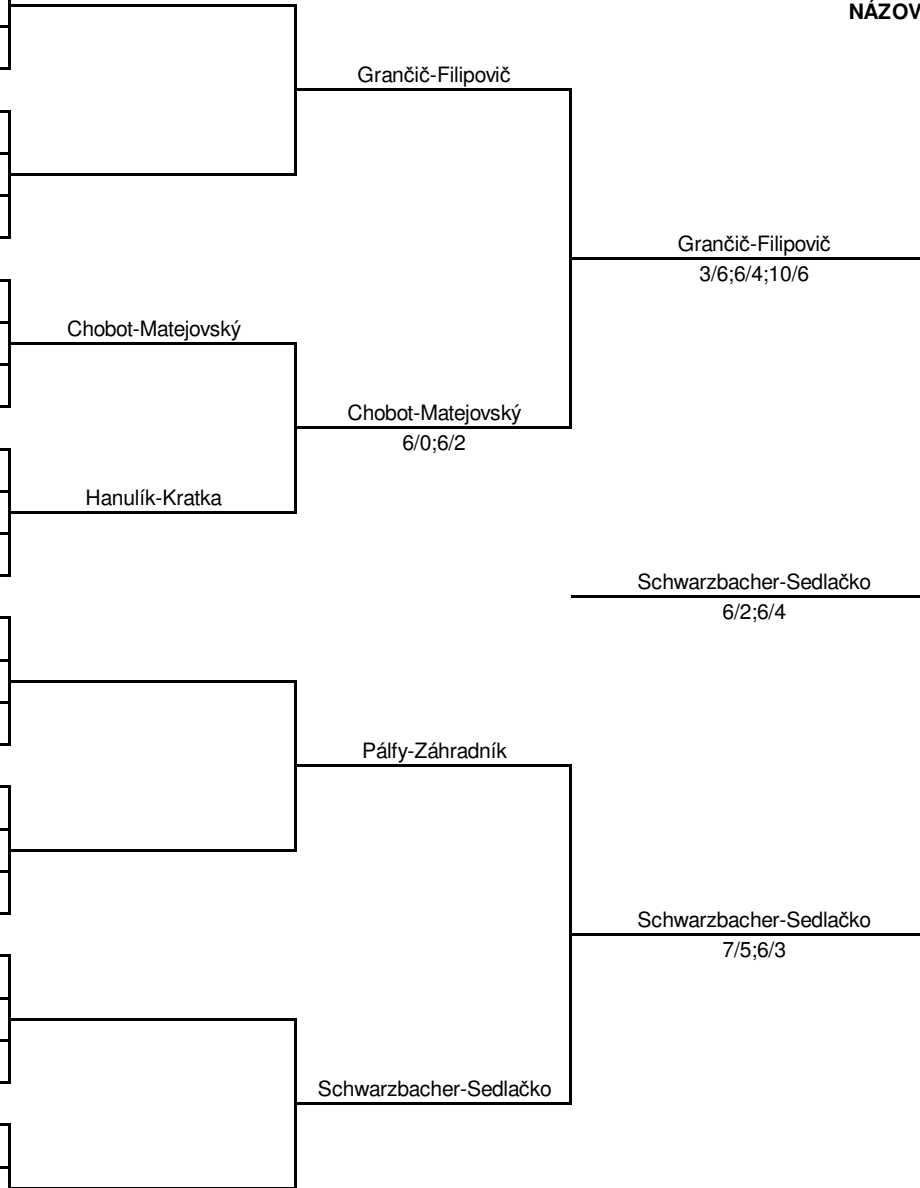 NÁZOV
Grančič-Filipovič
Grančič-Filipovič
3/6;6/4;10/6
Chobot-Matejovský
Chobot-Matejovský
6/0;6/2
Hanulík-Kratka
Schwarzbacher-Sedlačko
6/2;6/4
Pálfy-Záhradník
Schwarzbacher-Sedlačko
7/5;6/3
Schwarzbacher-Sedlačko